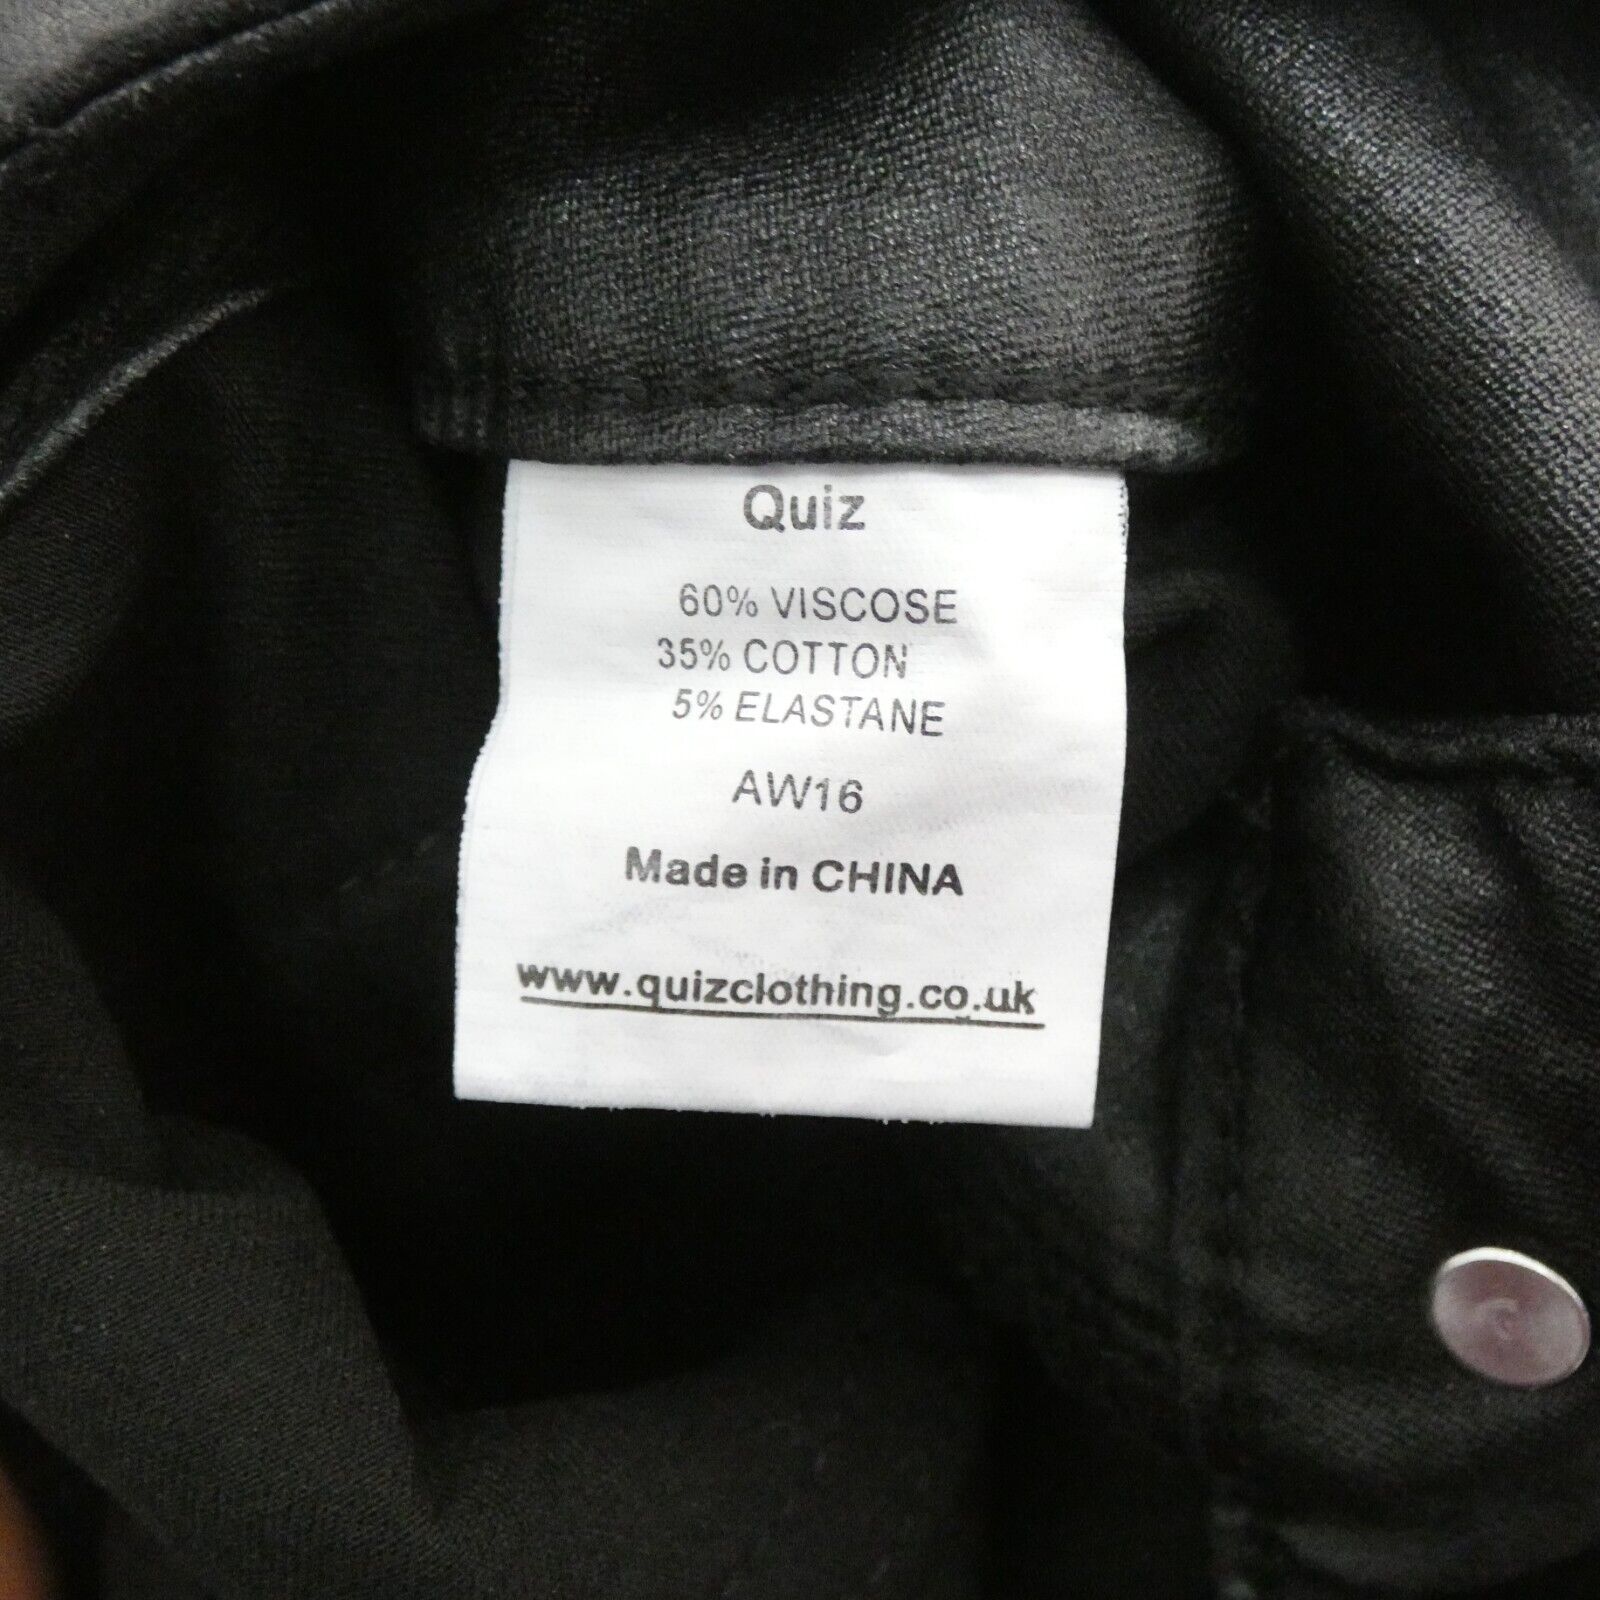 Quiz
60% VISCOSE
35% COTTON
5% ELASTANE
AW16
Made in CHINA
www.quizclothing.co.uk